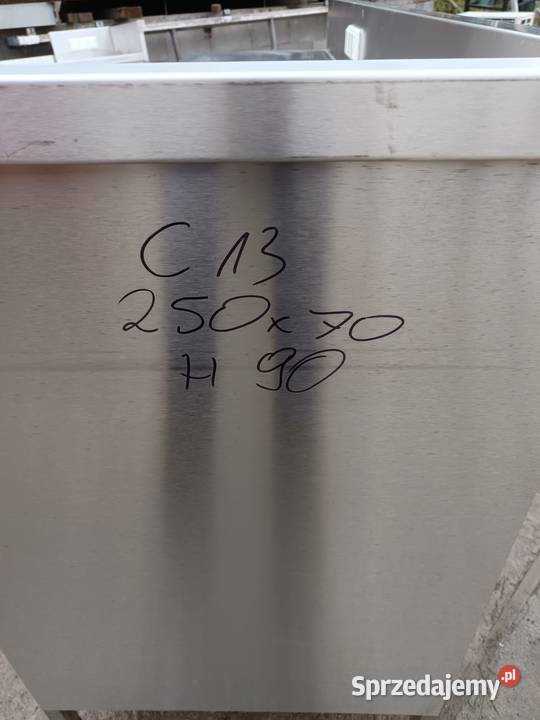 C 13
250x70
H 90
Sprzedajemy.pl